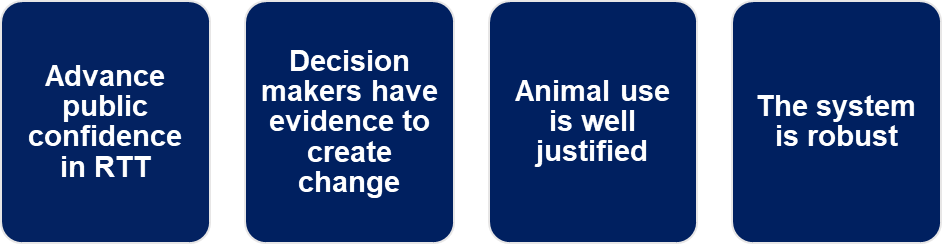 Advance
public
confidence
in RTT
Decision
makers have
evidence to
create
change
Animal use
is well
justified
The system
is robust